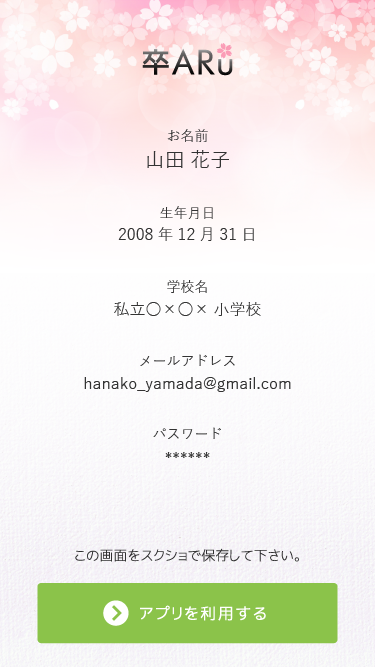 卒ARu
お名前
山田 花子
生年月日
2008 年 12 月 31 日
学校名
私立〇×〇× 小学校
メールアドレス
hanako_yamada@gmail.com
パスワード
******
この画面をスクショで保存して下さい。
アプリを利用する